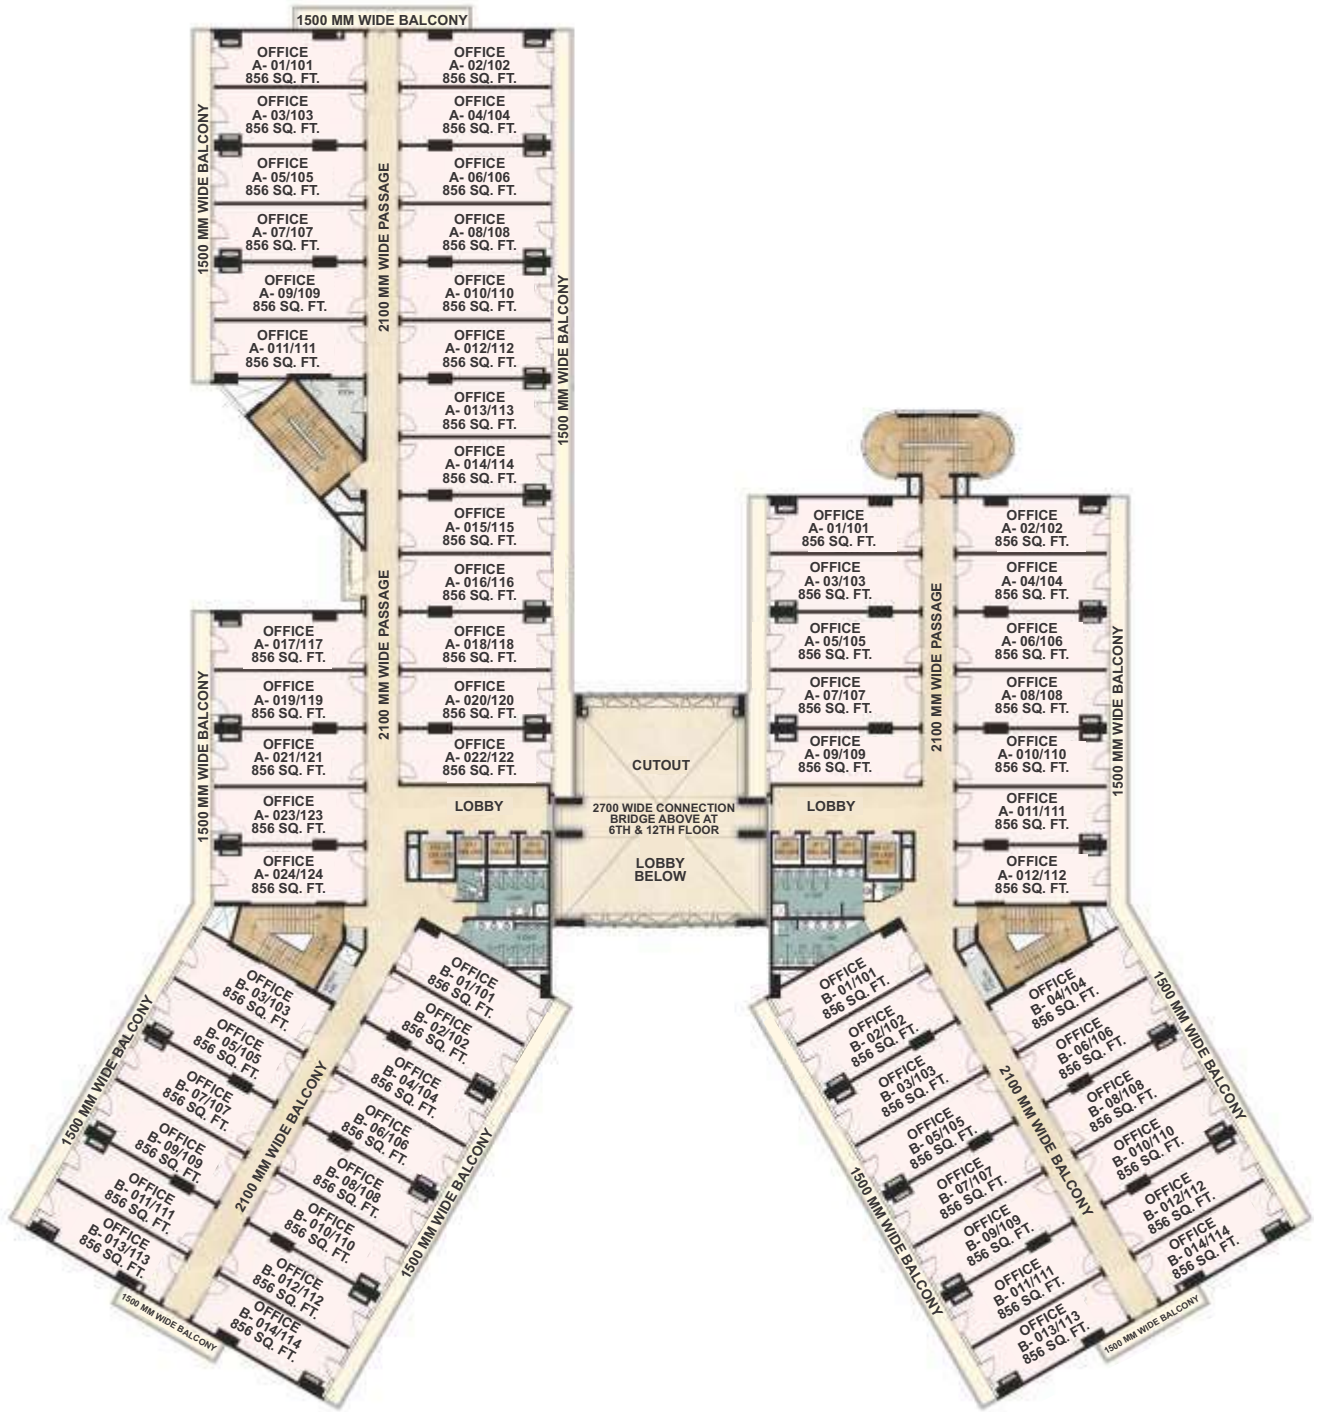 1500 MM WIDE BALCONY
OFFICE
A- 01/101
856 SQ. FT.
OFFICE
A- 02/102
856 SQ. FT.
OFFICE
A- 03/103
856 SQ. FT.
OFFICE
A- 04/104
856 SQ. FT.
OFFICE
A- 05/105
856 SQ. FT.
OFFICE
A- 06/106
856 SQ. FT.
OFFICE
A- 07/107
856 SQ. FT.
OFFICE
A- 08/108
856 SQ. FT.
OFFICE
A- 09/109
856 SQ. FT.
OFFICE
A- 010/110
856 SQ. FT.
OFFICE
A- 011/111
856 SQ. FT.
OFFICE
A- 012/112
856 SQ. FT.
OFFICE
A- 013/113
856 SQ. FT.
OFFICE
A- 014/114
856 SQ. FT.
OFFICE
A- 015/115
856 SQ. FT.
OFFICE
A- 016/116
856 SQ. FT.
OFFICE
A- 017/117
856 SQ. FT.
OFFICE
A- 018/118
856 SQ. FT.
OFFICE
A- 019/119
856 SQ. FT.
OFFICE
A- 020/120
856 SQ. FT.
OFFICE
A- 021/121
856 SQ. FT.
OFFICE
A- 022/122
856 SQ. FT.
OFFICE
A- 023/123
856 SQ. FT.
OFFICE
A- 024/124
856 SQ. FT.
1500 MM WIDE BALCONY
2100 MM WIDE PASSAGE
1500 MM WIDE BALCONY
2100 MM WIDE PASSAGE
1500 MM WIDE BALCONY
LOBBY
CUTOUT
2700 WIDE CONNECTION
BRIDGE ABOVE AT
6TH & 12TH FLOOR
LOBBY
BELOW
LOBBY
OFFICE
A- 01/101
856 SQ. FT.
OFFICE
A- 02/102
856 SQ. FT.
OFFICE
A- 03/103
856 SQ. FT.
OFFICE
A- 04/104
856 SQ. FT.
OFFICE
A- 05/105
856 SQ. FT.
OFFICE
A- 06/106
856 SQ. FT.
OFFICE
A- 07/107
856 SQ. FT.
OFFICE
A- 08/108
856 SQ. FT.
OFFICE
A- 09/109
856 SQ. FT.
OFFICE
A- 010/110
856 SQ. FT.
OFFICE
A- 011/111
856 SQ. FT.
OFFICE
A- 012/112
856 SQ. FT.
2100 MM WIDE PASSAGE
1500 MM WIDE BALCONY
OFFICE
B- 01/101
856 SQ. FT.
OFFICE
B- 02/102
856 SQ. FT.
OFFICE
B- 03/103
856 SQ. FT.
OFFICE
B- 04/104
856 SQ. FT.
OFFICE
B- 05/105
856 SQ. FT.
OFFICE
B- 06/106
856 SQ. FT.
OFFICE
B- 07/107
856 SQ. FT.
OFFICE
B- 08/108
856 SQ. FT.
OFFICE
B- 09/109
856 SQ. FT.
OFFICE
B- 010/110
856 SQ. FT.
OFFICE
B- 011/111
856 SQ. FT.
OFFICE
B- 012/112
856 SQ. FT.
OFFICE
B- 013/113
856 SQ. FT.
OFFICE
B- 014/114
856 SQ. FT.
1500 MM WIDE BALCONY
2100 MM WIDE BALCONY
1500 MM WIDE BALCONY
1500 MM WIDE BALCONY
OFFICE
B- 01/101
856 SQ. FT.
OFFICE
B- 02/102
856 SQ. FT.
OFFICE
B- 03/103
856 SQ. FT.
OFFICE
B- 04/104
856 SQ. FT.
OFFICE
B- 05/105
856 SQ. FT.
OFFICE
B- 06/106
856 SQ. FT.
OFFICE
B- 07/107
856 SQ. FT.
OFFICE
B- 08/108
856 SQ. FT.
OFFICE
B- 09/109
856 SQ. FT.
OFFICE
B- 010/110
856 SQ. FT.
OFFICE
B- 011/111
856 SQ. FT.
OFFICE
B- 012/112
856 SQ. FT.
OFFICE
B- 013/113
856 SQ. FT.
OFFICE
B- 014/114
856 SQ. FT.
1500 MM WIDE BALCONY
2100 MM WIDE BALCONY
1500 MM WIDE BALCONY
1500 MM WIDE BALCONY